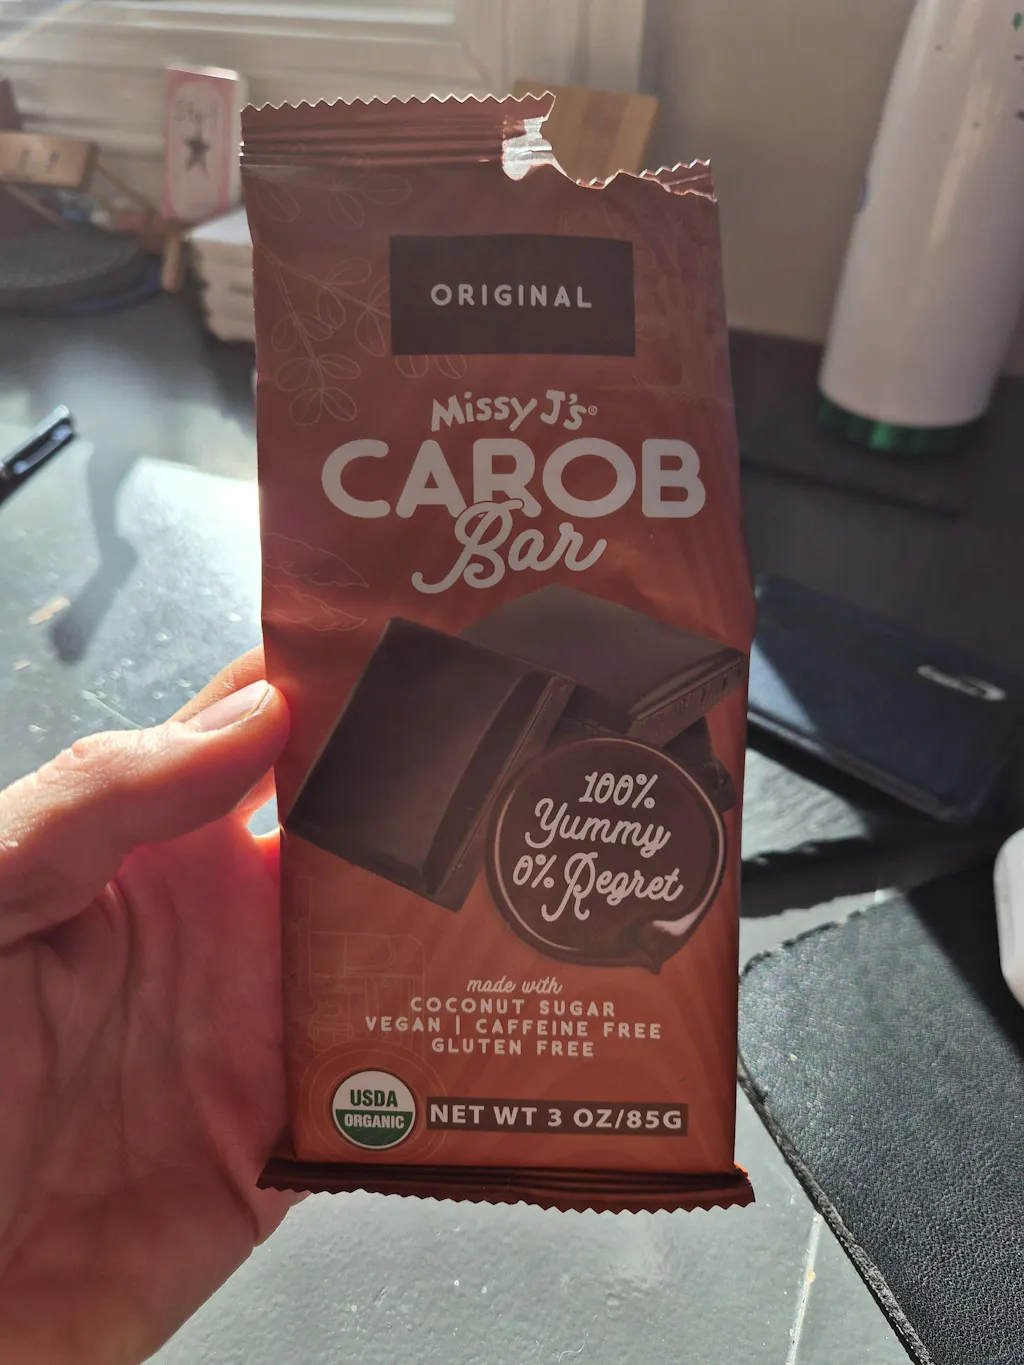 ORIGINAL
Missy J's®
CAROB
Bar
100%
Yummy
0% Regret
made with
COCONUT SUGAR
VEGAN | CAFFEINE FREE
GLUTEN FREE
USDA
ORGANIC
NET WT 3 OZ/85G